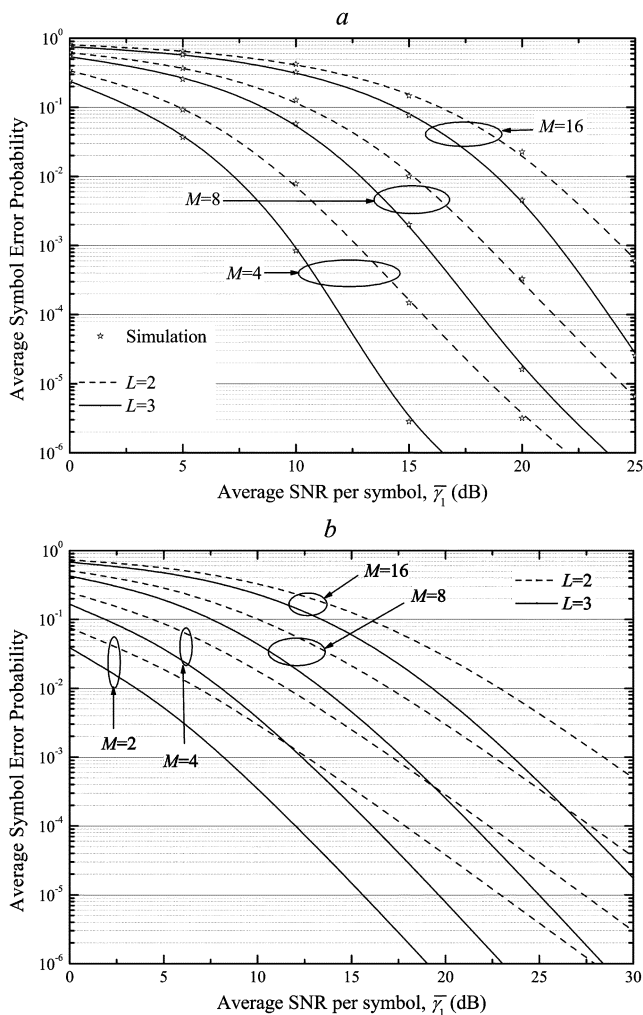 a
10^0
10^-1
10^-2
10^-3
10^-4
10^-5
10^-6
Average Symbol Error Probability
M=16
M=8
M=4
Simulation
L=2
L=3
0 5 10 15 20 25
Average SNR per symbol, γ̅₁ (dB)
b
10^0
10^-1
10^-2
10^-3
10^-4
10^-5
10^-6
Average Symbol Error Probability
M=16
M=8
L=2
L=3
M=2
M=4
0 5 10 15 20 25 30
Average SNR per symbol, γ̅₁ (dB)